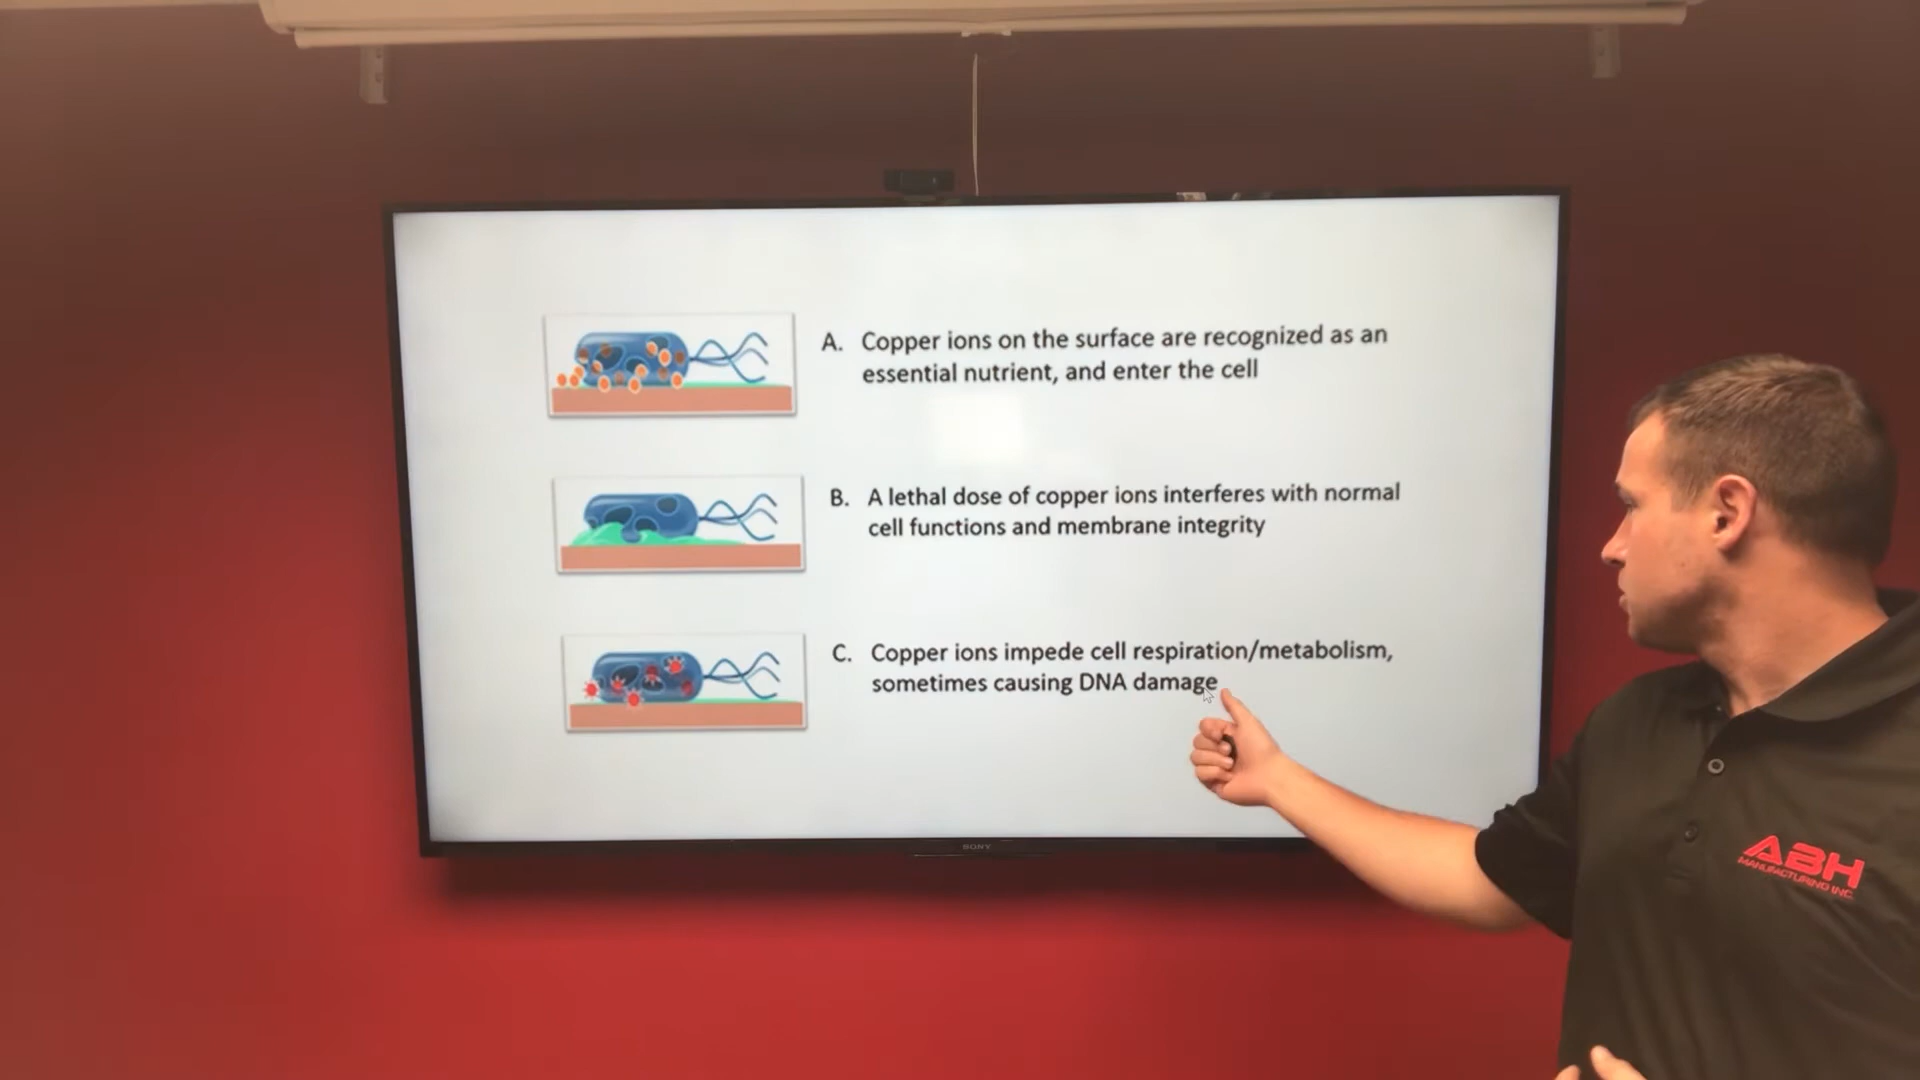 A. Copper ions on the surface are recognized as an
essential nutrient, and enter the cell
B. A lethal dose of copper ions interferes with normal
cell functions and membrane integrity
C. Copper ions impede cell respiration/metabolism,
sometimes causing DNA damage
SONY
ABH
MANUFACTURING INC.